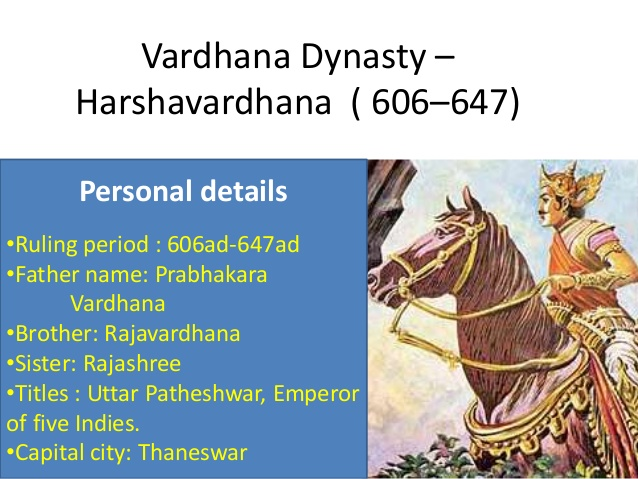 Vardhana Dynasty –
Harshavardhana ( 606–647)
Personal details
•Ruling period : 606ad-647ad
•Father name: Prabhakara
Vardhana
•Brother: Rajavardhana
•Sister: Rajashree
•Titles : Uttar Patheshwar, Emperor
of five Indies.
•Capital city: Thaneswar